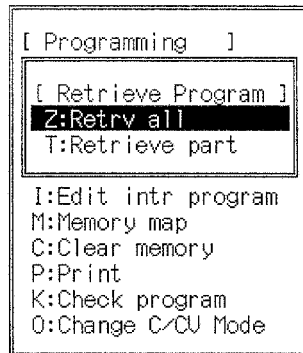 [ Programming ]
[ Retrieve Program ]
Z:Retrv all
T:Retrieve part
I:Edit intr program
M:Memory map
C:Clear memory
P:Print
K:Check program
O:Change C/CV Mode